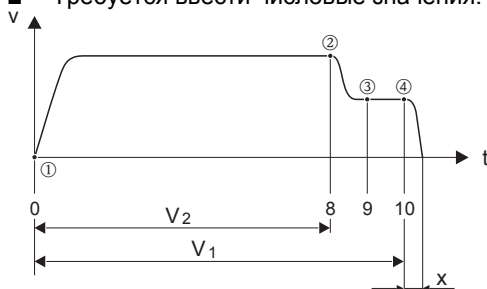 Требуется ввести числовые значения.
v
②
③ ④
①
t
0 8 9 10
V2
V1
x